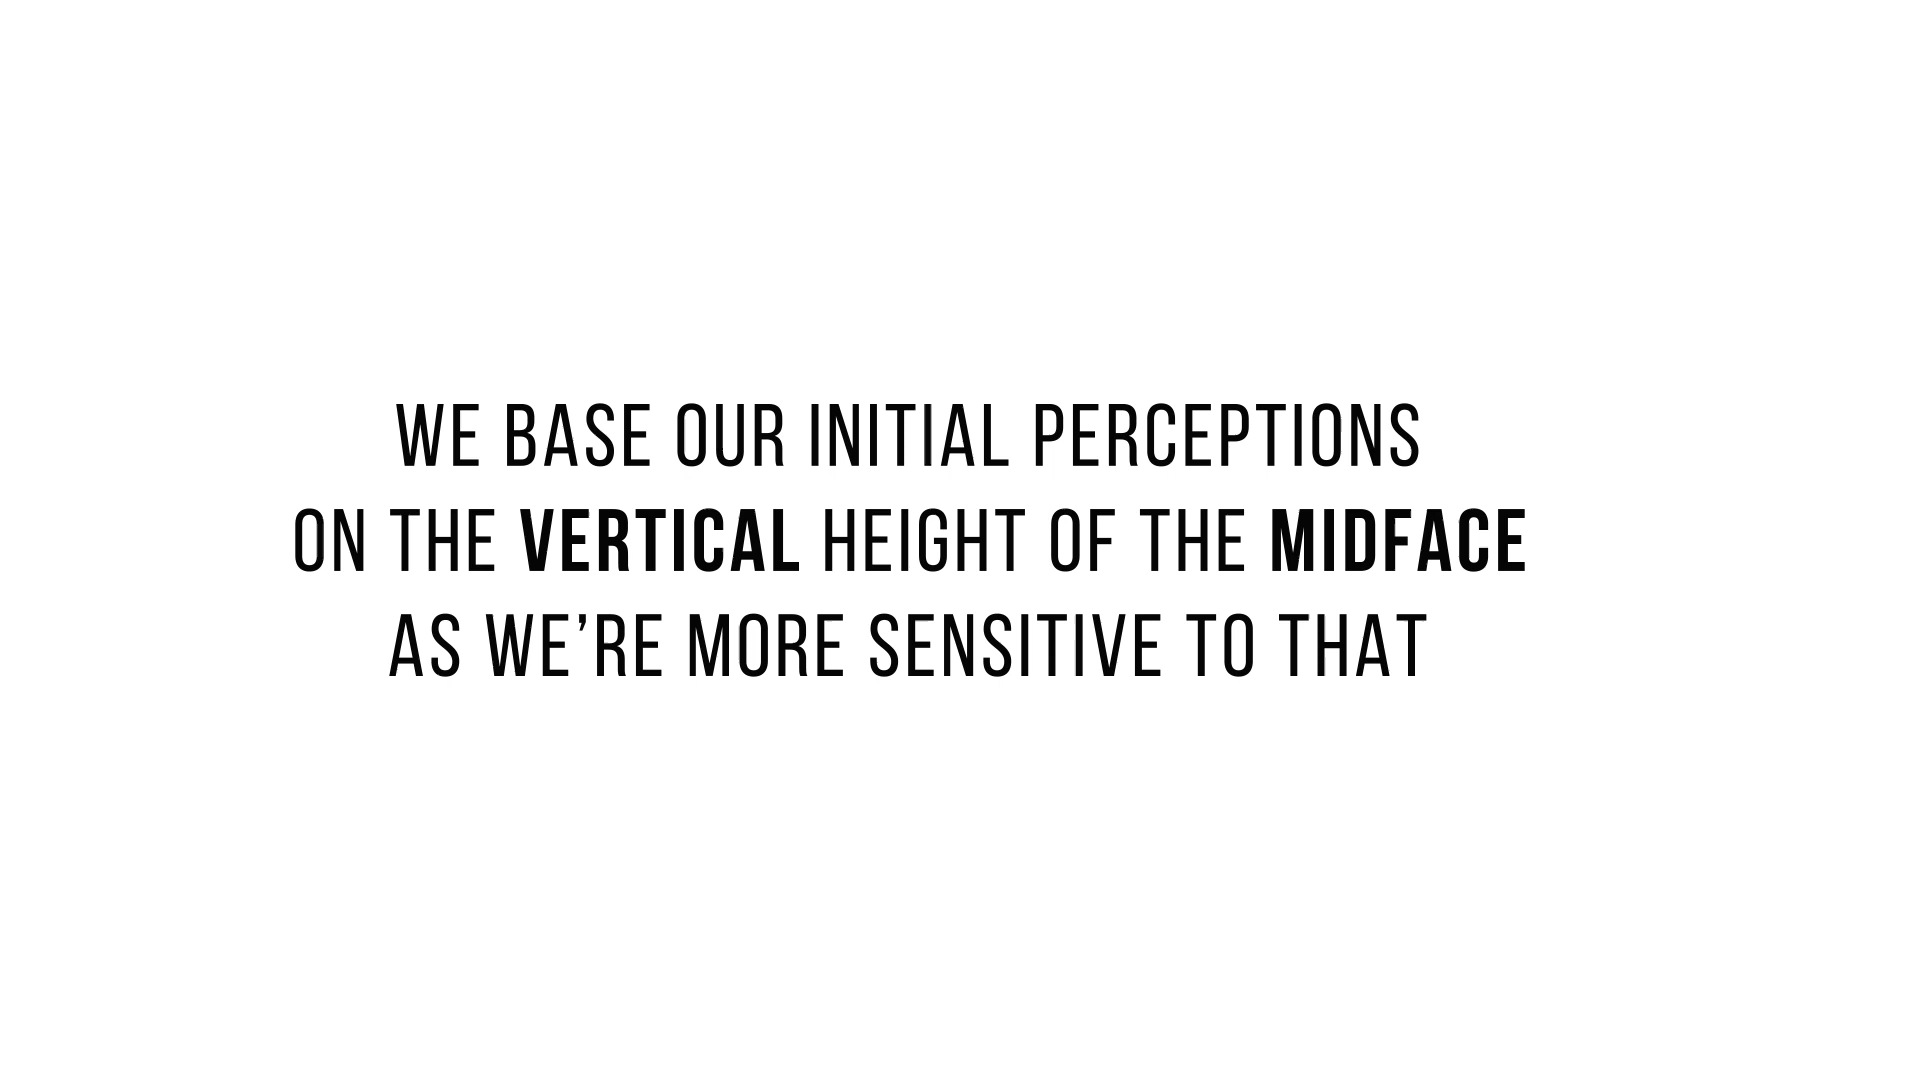 WE BASE OUR INITIAL PERCEPTIONS
ON THE VERTICAL HEIGHT OF THE MIDFACE
AS WE’RE MORE SENSITIVE TO THAT